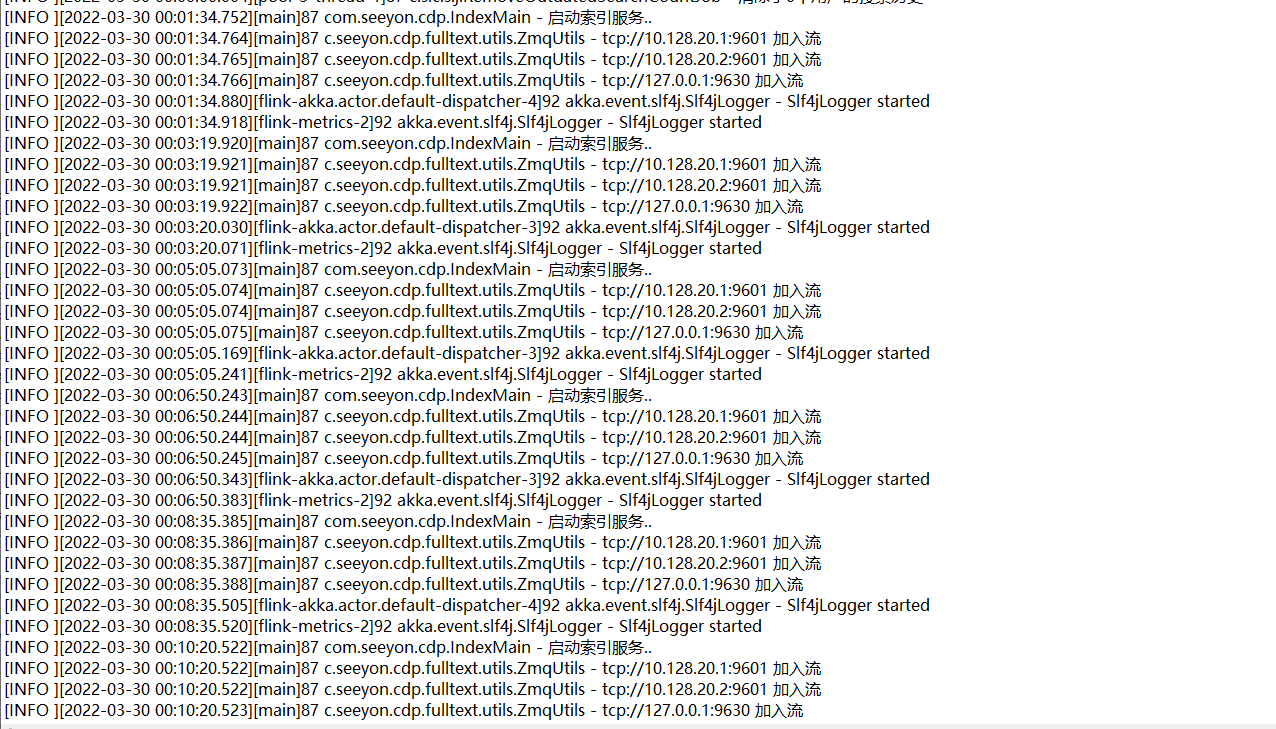 [INFO ][2022-03-30 00:01:34.752][main]87 com.seeyon.cdp.IndexMain - 启动索引服务..
[INFO ][2022-03-30 00:01:34.764][main]87 c.seeyon.cdp.fulltext.utils.ZmqUtils - tcp://10.128.20.1:9601 加入流
[INFO ][2022-03-30 00:01:34.765][main]87 c.seeyon.cdp.fulltext.utils.ZmqUtils - tcp://10.128.20.2:9601 加入流
[INFO ][2022-03-30 00:01:34.766][main]87 c.seeyon.cdp.fulltext.utils.ZmqUtils - tcp://127.0.0.1:9630 加入流
[INFO ][2022-03-30 00:01:34.880][flink-akka.actor.default-dispatcher-4]92 akka.event.slf4j.Slf4jLogger - Slf4jLogger started
[INFO ][2022-03-30 00:01:34.918][flink-metrics-2]92 akka.event.slf4j.Slf4jLogger - Slf4jLogger started
[INFO ][2022-03-30 00:03:19.920][main]87 com.seeyon.cdp.IndexMain - 启动索引服务..
[INFO ][2022-03-30 00:03:19.921][main]87 c.seeyon.cdp.fulltext.utils.ZmqUtils - tcp://10.128.20.1:9601 加入流
[INFO ][2022-03-30 00:03:19.921][main]87 c.seeyon.cdp.fulltext.utils.ZmqUtils - tcp://10.128.20.2:9601 加入流
[INFO ][2022-03-30 00:03:19.922][main]87 c.seeyon.cdp.fulltext.utils.ZmqUtils - tcp://127.0.0.1:9630 加入流
[INFO ][2022-03-30 00:03:20.030][flink-akka.actor.default-dispatcher-3]92 akka.event.slf4j.Slf4jLogger - Slf4jLogger started
[INFO ][2022-03-30 00:03:20.071][flink-metrics-2]92 akka.event.slf4j.Slf4jLogger - Slf4jLogger started
[INFO ][2022-03-30 00:05:05.073][main]87 com.seeyon.cdp.IndexMain - 启动索引服务..
[INFO ][2022-03-30 00:05:05.074][main]87 c.seeyon.cdp.fulltext.utils.ZmqUtils - tcp://10.128.20.1:9601 加入流
[INFO ][2022-03-30 00:05:05.074][main]87 c.seeyon.cdp.fulltext.utils.ZmqUtils - tcp://10.128.20.2:9601 加入流
[INFO ][2022-03-30 00:05:05.075][main]87 c.seeyon.cdp.fulltext.utils.ZmqUtils - tcp://127.0.0.1:9630 加入流
[INFO ][2022-03-30 00:05:05.169][flink-akka.actor.default-dispatcher-3]92 akka.event.slf4j.Slf4jLogger - Slf4jLogger started
[INFO ][2022-03-30 00:05:05.241][flink-metrics-2]92 akka.event.slf4j.Slf4jLogger - Slf4jLogger started
[INFO ][2022-03-30 00:06:50.243][main]87 com.seeyon.cdp.IndexMain - 启动索引服务..
[INFO ][2022-03-30 00:06:50.244][main]87 c.seeyon.cdp.fulltext.utils.ZmqUtils - tcp://10.128.20.1:9601 加入流
[INFO ][2022-03-30 00:06:50.244][main]87 c.seeyon.cdp.fulltext.utils.ZmqUtils - tcp://10.128.20.2:9601 加入流
[INFO ][2022-03-30 00:06:50.245][main]87 c.seeyon.cdp.fulltext.utils.ZmqUtils - tcp://127.0.0.1:9630 加入流
[INFO ][2022-03-30 00:06:50.343][flink-akka.actor.default-dispatcher-3]92 akka.event.slf4j.Slf4jLogger - Slf4jLogger started
[INFO ][2022-03-30 00:06:50.383][flink-metrics-2]92 akka.event.slf4j.Slf4jLogger - Slf4jLogger started
[INFO ][2022-03-30 00:08:35.385][main]87 com.seeyon.cdp.IndexMain - 启动索引服务..
[INFO ][2022-03-30 00:08:35.386][main]87 c.seeyon.cdp.fulltext.utils.ZmqUtils - tcp://10.128.20.1:9601 加入流
[INFO ][2022-03-30 00:08:35.387][main]87 c.seeyon.cdp.fulltext.utils.ZmqUtils - tcp://10.128.20.2:9601 加入流
[INFO ][2022-03-30 00:08:35.388][main]87 c.seeyon.cdp.fulltext.utils.ZmqUtils - tcp://127.0.0.1:9630 加入流
[INFO ][2022-03-30 00:08:35.505][flink-akka.actor.default-dispatcher-4]92 akka.event.slf4j.Slf4jLogger - Slf4jLogger started
[INFO ][2022-03-30 00:08:35.520][flink-metrics-2]92 akka.event.slf4j.Slf4jLogger - Slf4jLogger started
[INFO ][2022-03-30 00:10:20.522][main]87 com.seeyon.cdp.IndexMain - 启动索引服务..
[INFO ][2022-03-30 00:10:20.522][main]87 c.seeyon.cdp.fulltext.utils.ZmqUtils - tcp://10.128.20.1:9601 加入流
[INFO ][2022-03-30 00:10:20.522][main]87 c.seeyon.cdp.fulltext.utils.ZmqUtils - tcp://10.128.20.2:9601 加入流
[INFO ][2022-03-30 00:10:20.523][main]87 c.seeyon.cdp.fulltext.utils.ZmqUtils - tcp://127.0.0.1:9630 加入流